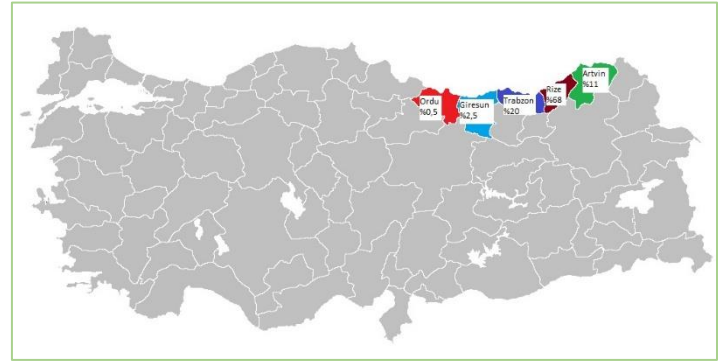 Ordu
%0,5
Giresun
%2,5
Trabzon
%20
Rize
%68
Artvin
%11